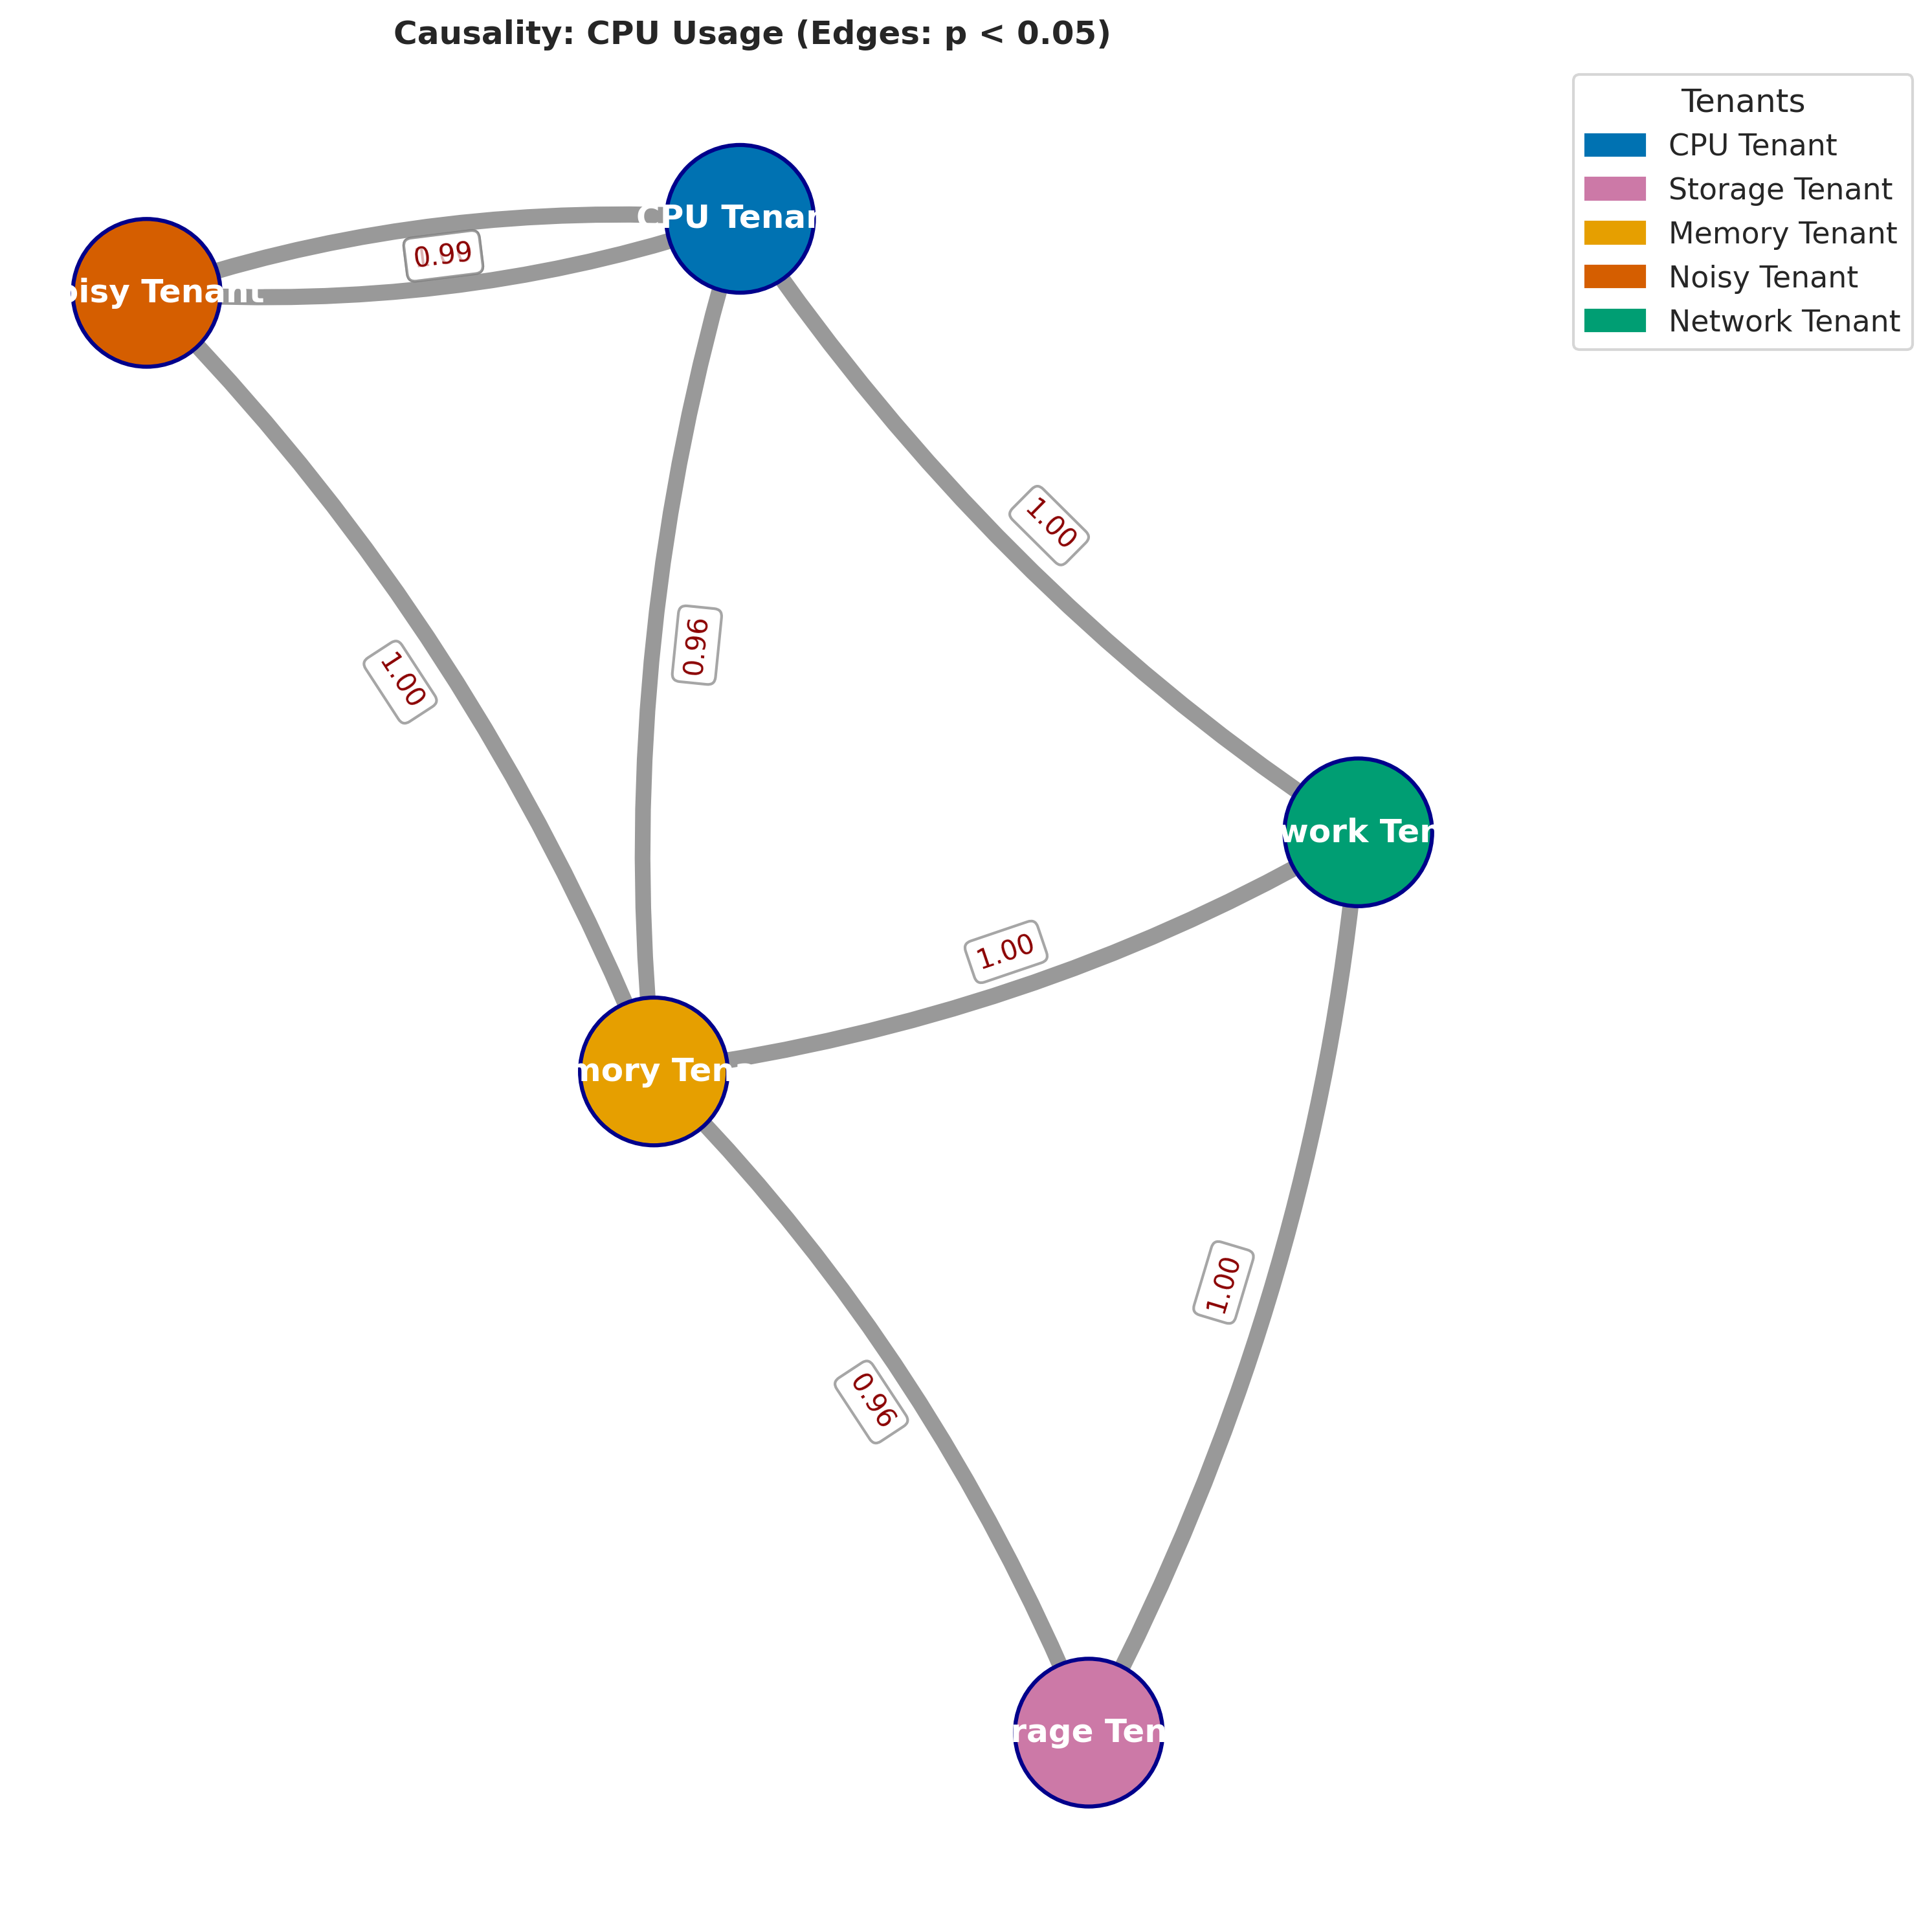 Causality: CPU Usage (Edges: p < 0.05)
Tenants
CPU Tenant
Storage Tenant
Memory Tenant
Noisy Tenant
Network Tenant
CPU Tenan
oisy Tenant
0.99
1.00
1.00
0.96
work Ten
1.00
mory Ten
1.00
0.96
rage Ten